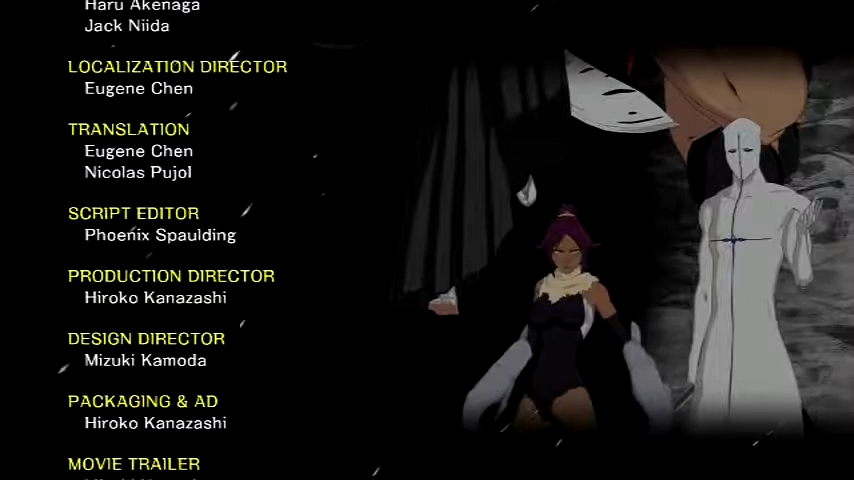 Haru Akenaga
Jack Niida
LOCALIZATION DIRECTOR
Eugene Chen
TRANSLATION
Eugene Chen
Nicolas Pujol
SCRIPT EDITOR
Phoenix Spaulding
PRODUCTION DIRECTOR
Hiroko Kanazashi
DESIGN DIRECTOR
Mizuki Kamoda
PACKAGING & AD
Hiroko Kanazashi
MOVIE TRAILER